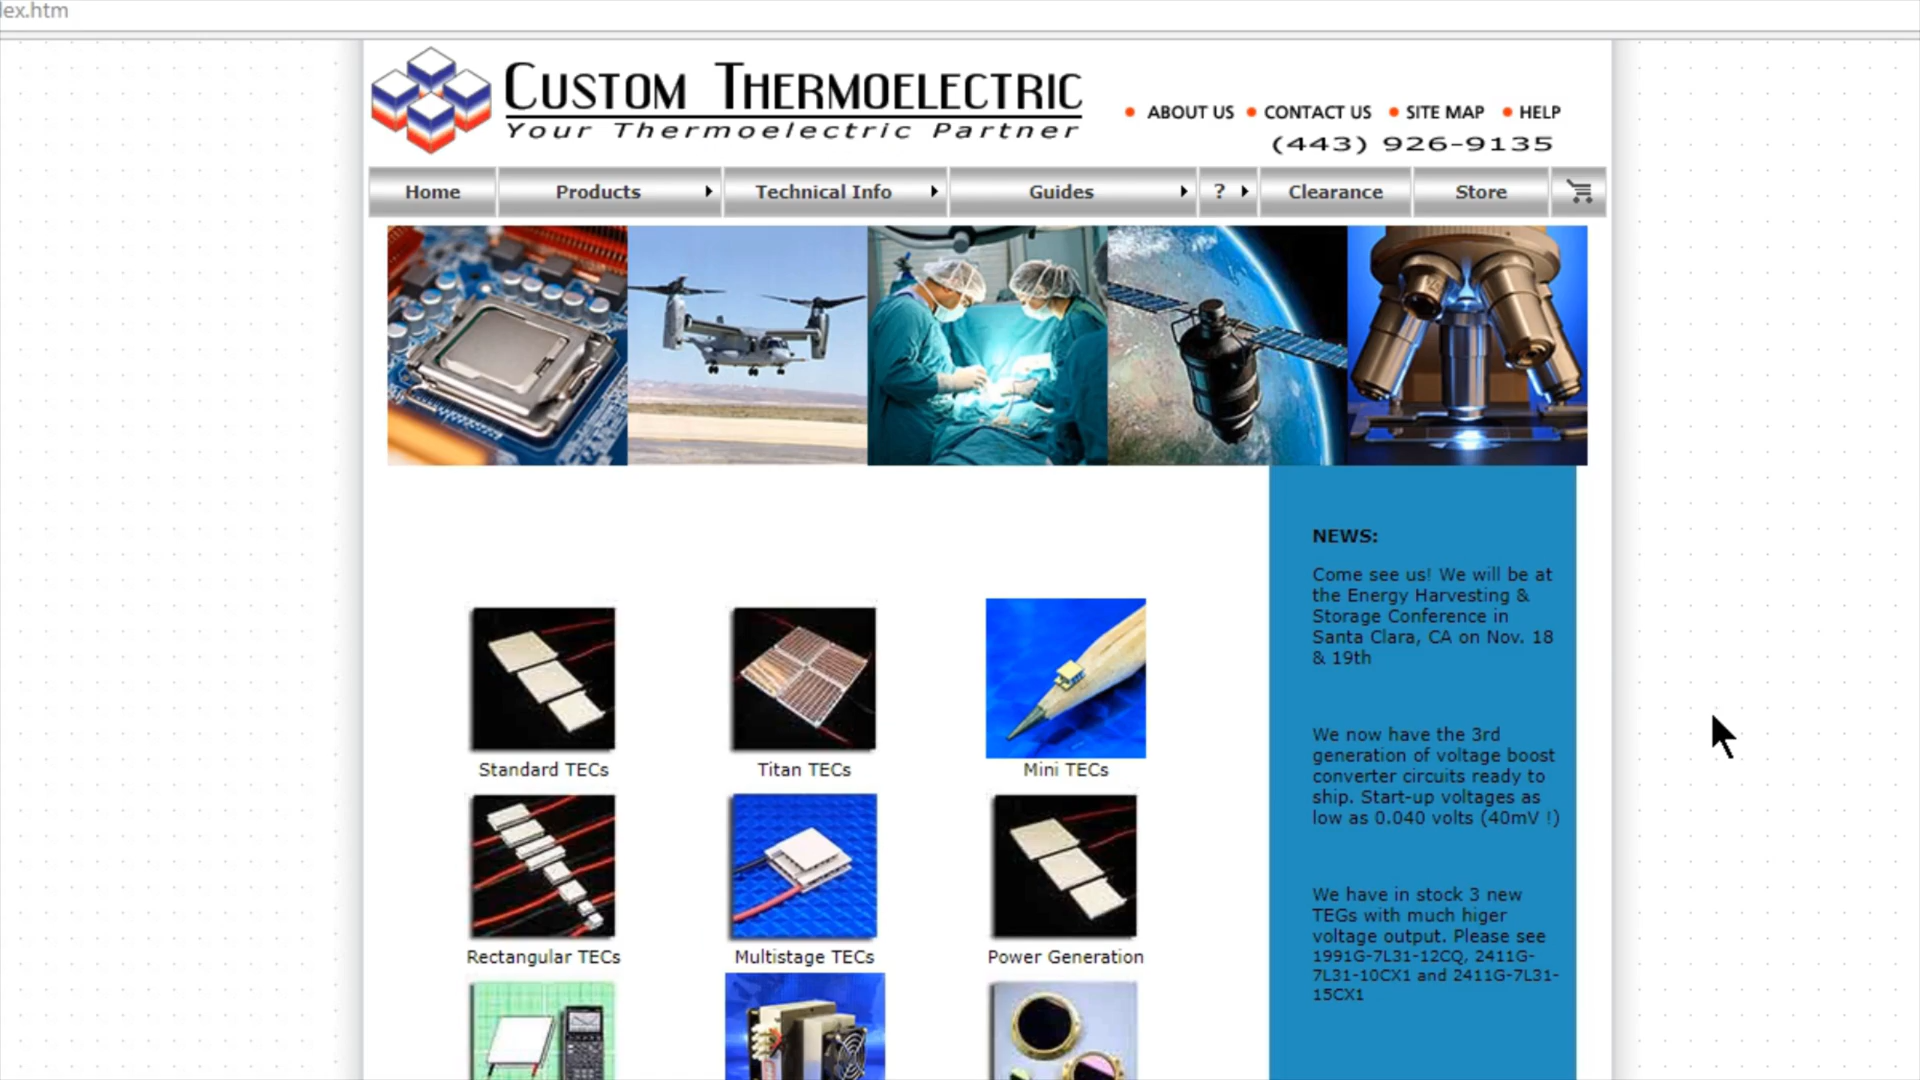 lex.htm
CUSTOM THERMOELECTRIC
Your Thermoelectric Partner
ABOUT US CONTACT US SITE MAP HELP
(443) 926-9135
Home Products Technical Info Guides ? Clearance Store
NEWS:
Come see us! We will be at
the Energy Harvesting &
Storage Conference in
Santa Clara, CA on Nov. 18
& 19th
We now have the 3rd
generation of voltage boost
converter circuits ready to
ship. Start-up voltages as
low as 0.040 volts (40mV !)
We have in stock 3 new
TEGs with much higer
voltage output. Please see
1991G-7L31-12CQ, 2411G-
7L31-10CX1 and 2411G-7L31-
15CX1
Standard TECs Titan TECs Mini TECs
Rectangular TECs Multistage TECs Power Generation